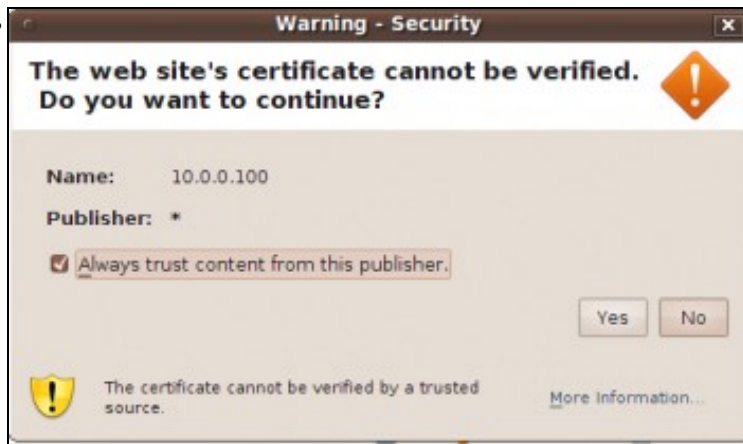 Warning - Security
The web site's certificate cannot be verified.
Do you want to continue?
Name: 10.0.0.100
Publisher: *
Always trust content from this publisher.
Yes No
The certificate cannot be verified by a trusted
source.
More Information...